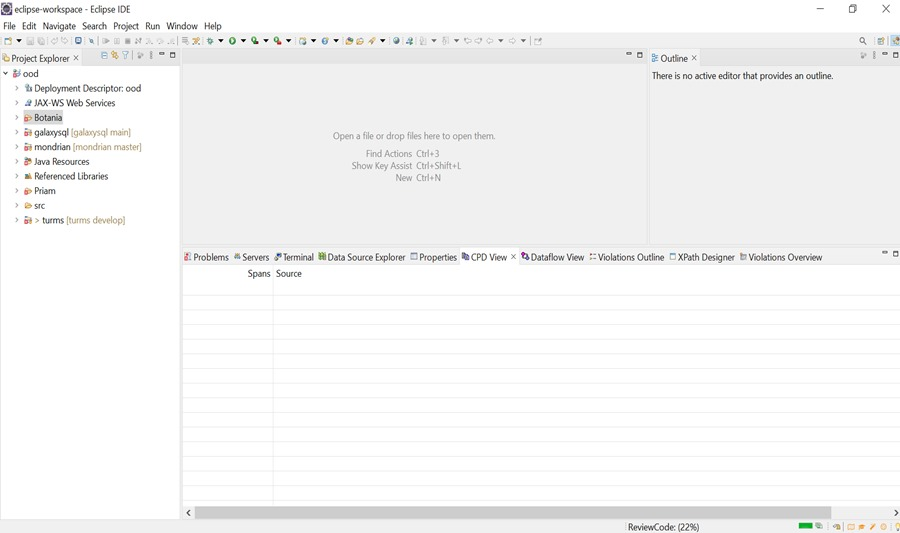 eclipse-workspace - Eclipse IDE
File Edit Navigate Search Project Run Window Help
Project Explorer
ood
Deployment Descriptor: ood
JAX-WS Web Services
Botania
galaxysql [galaxysql main]
mondrian [mondrian master]
Java Resources
Referenced Libraries
Priam
src
> turms [turms develop]
Open a file or drop files here to open them.
Find Actions Ctrl+3
Show Key Assist Ctrl+Shift+L
New Ctrl+N
Outline
There is no active editor that provides an outline.
Problems Servers Terminal Data Source Explorer Properties CPD View Dataflow View Violations Outline XPath Designer Violations Overview
Spans Source
ReviewCode: (22%)